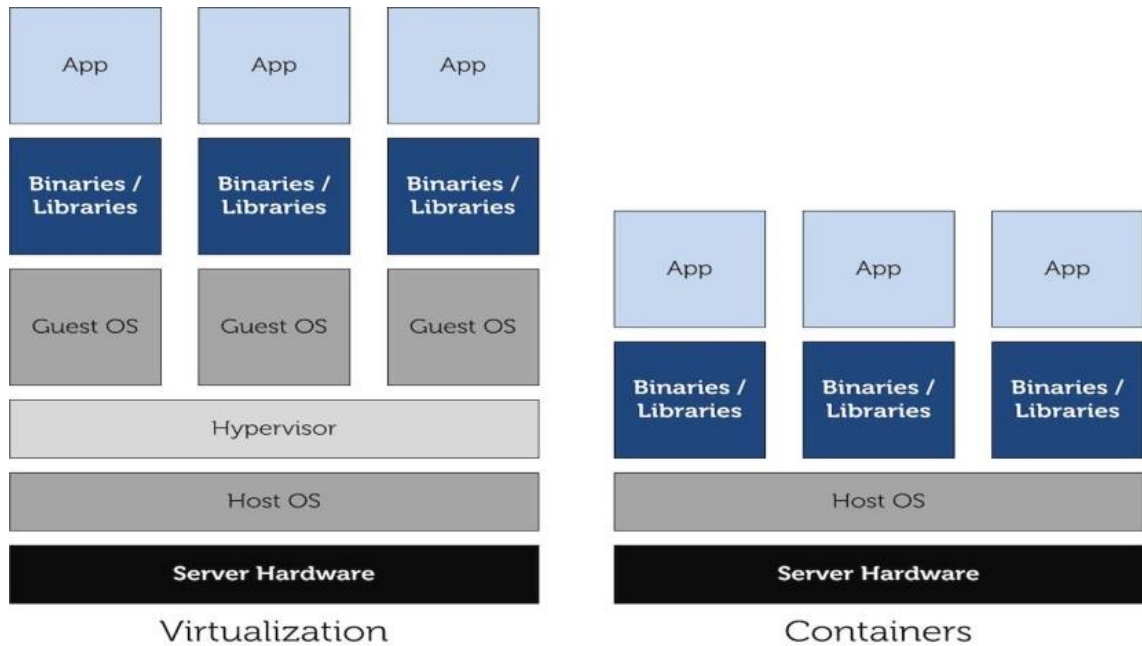 App
App
App
Binaries /
Libraries
Binaries /
Libraries
Binaries /
Libraries
Guest OS
Guest OS
Guest OS
Hypervisor
Host OS
Server Hardware
Virtualization
App
App
App
Binaries /
Libraries
Binaries /
Libraries
Binaries /
Libraries
Host OS
Server Hardware
Containers